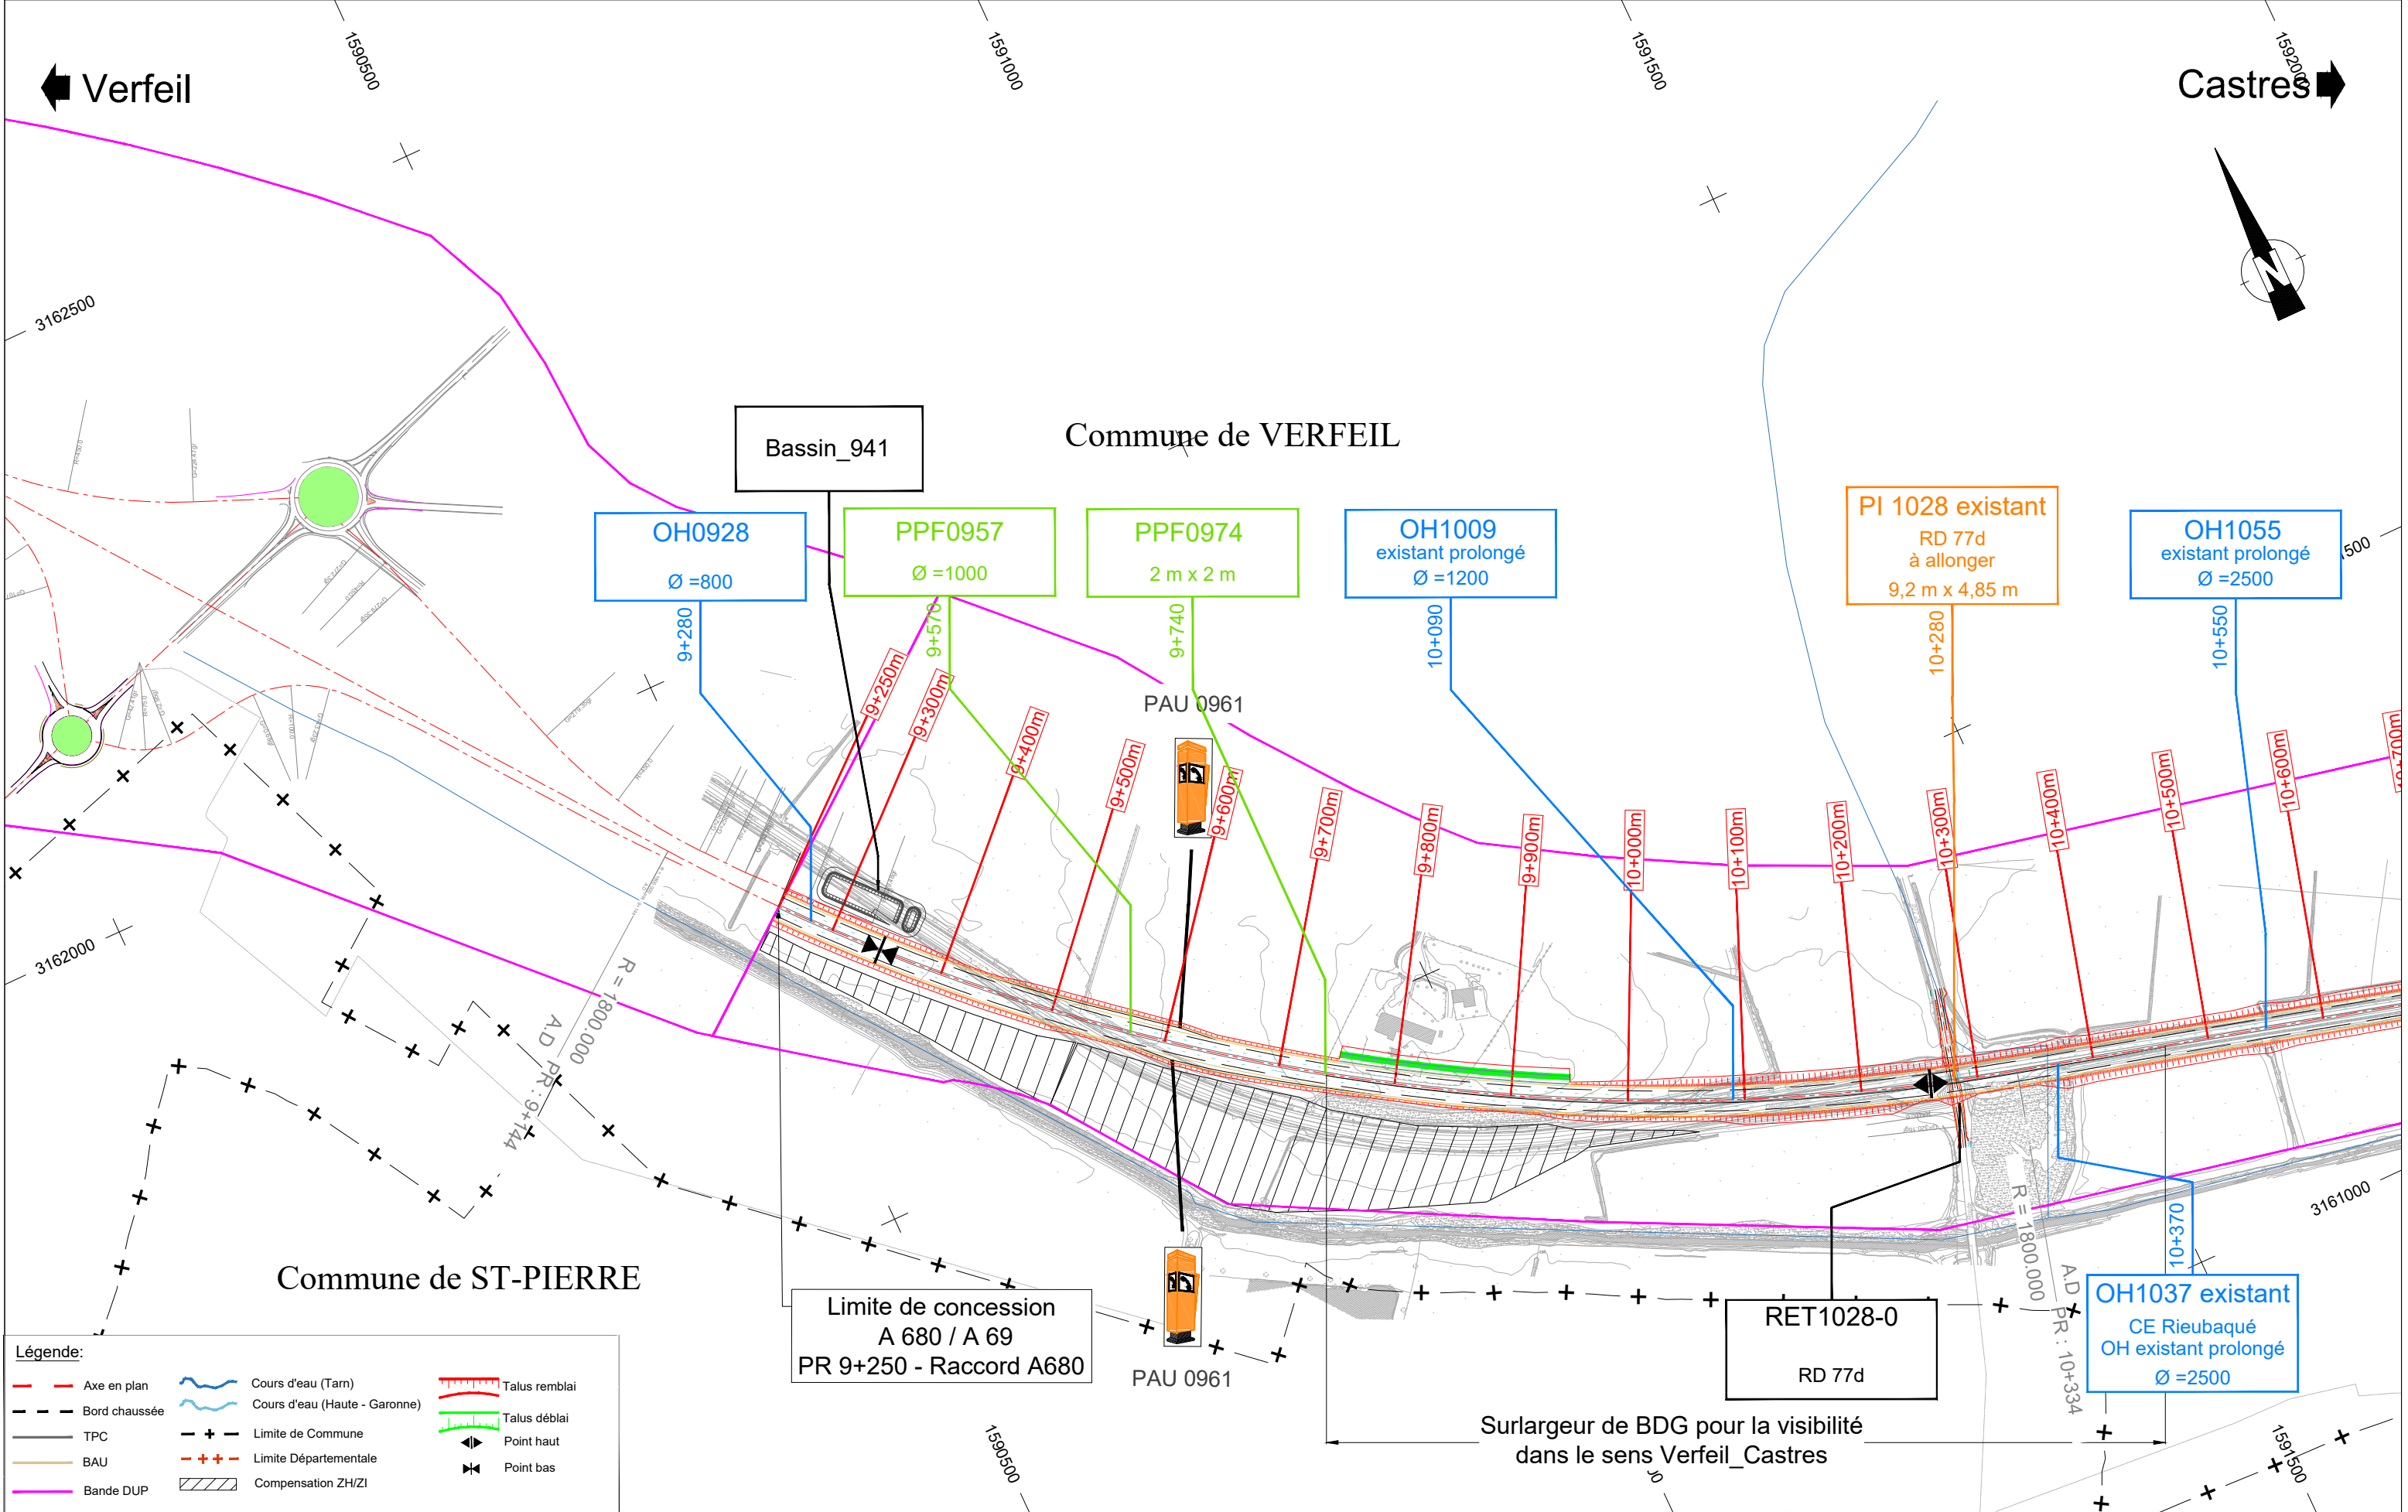 1590500
1591000
1591500
1592000
Verfeil
Castres
3162500
Commune de VERFEIL
Bassin_941
OH0928
Ø =800
9+280
PPF0957
Ø =1000
9+570
PPF0974
2 m x 2 m
9+740
OH1009
existant prolongé
Ø =1200
10+090
PI 1028 existant
RD 77d
à allonger
9,2 m x 4,85 m
10+280
OH1055
existant prolongé
Ø =2500
10+550
PAU 0961
9+250m
9+300m
9+400m
9+500m
9+600m
9+700m
9+800m
9+900m
10+000m
10+100m
10+200m
10+300m
10+400m
10+500m
10+600m
10+700m
3162000
R = 1800.000
A.D PR : 9+144
R = 1800.000
A.D PR : 10+334
3161000
10+370
OH1037 existant
CE Rieubaqué
OH existant prolongé
Ø =2500
Commune de ST-PIERRE
Limite de concession
A 680 / A 69
PR 9+250 - Raccord A680
PAU 0961
RET1028-0
RD 77d
Surlargeur de BDG pour la visibilité
dans le sens Verfeil_Castres
1590500
1591500
Légende:
Axe en plan
Bord chaussée
TPC
BAU
Bande DUP
Cours d'eau (Tarn)
Cours d'eau (Haute - Garonne)
Limite de Commune
Limite Départementale
Compensation ZH/ZI
Talus remblai
Talus déblai
Point haut
Point bas